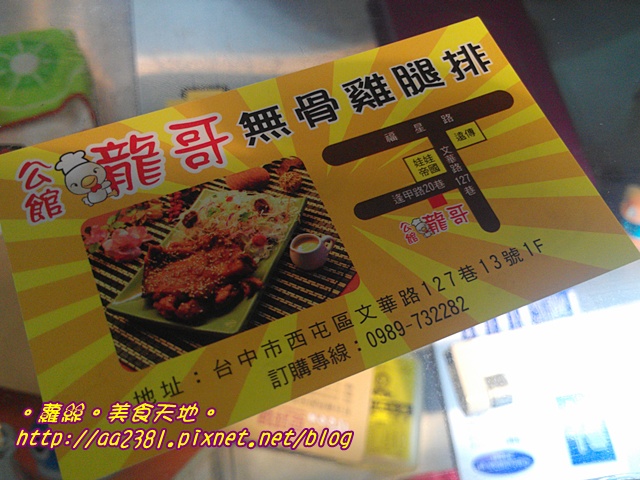 公館 龍哥 無骨雞腿排
福星路
遠傳
娃娃帝國
文華路127巷
逢甲路20巷
公館 龍哥
地址：台中市西屯區文華路127巷13號1F
訂購專線：0989-732282
。蘿絲。美食天地。
http://aa2381.pixnet.net/blog